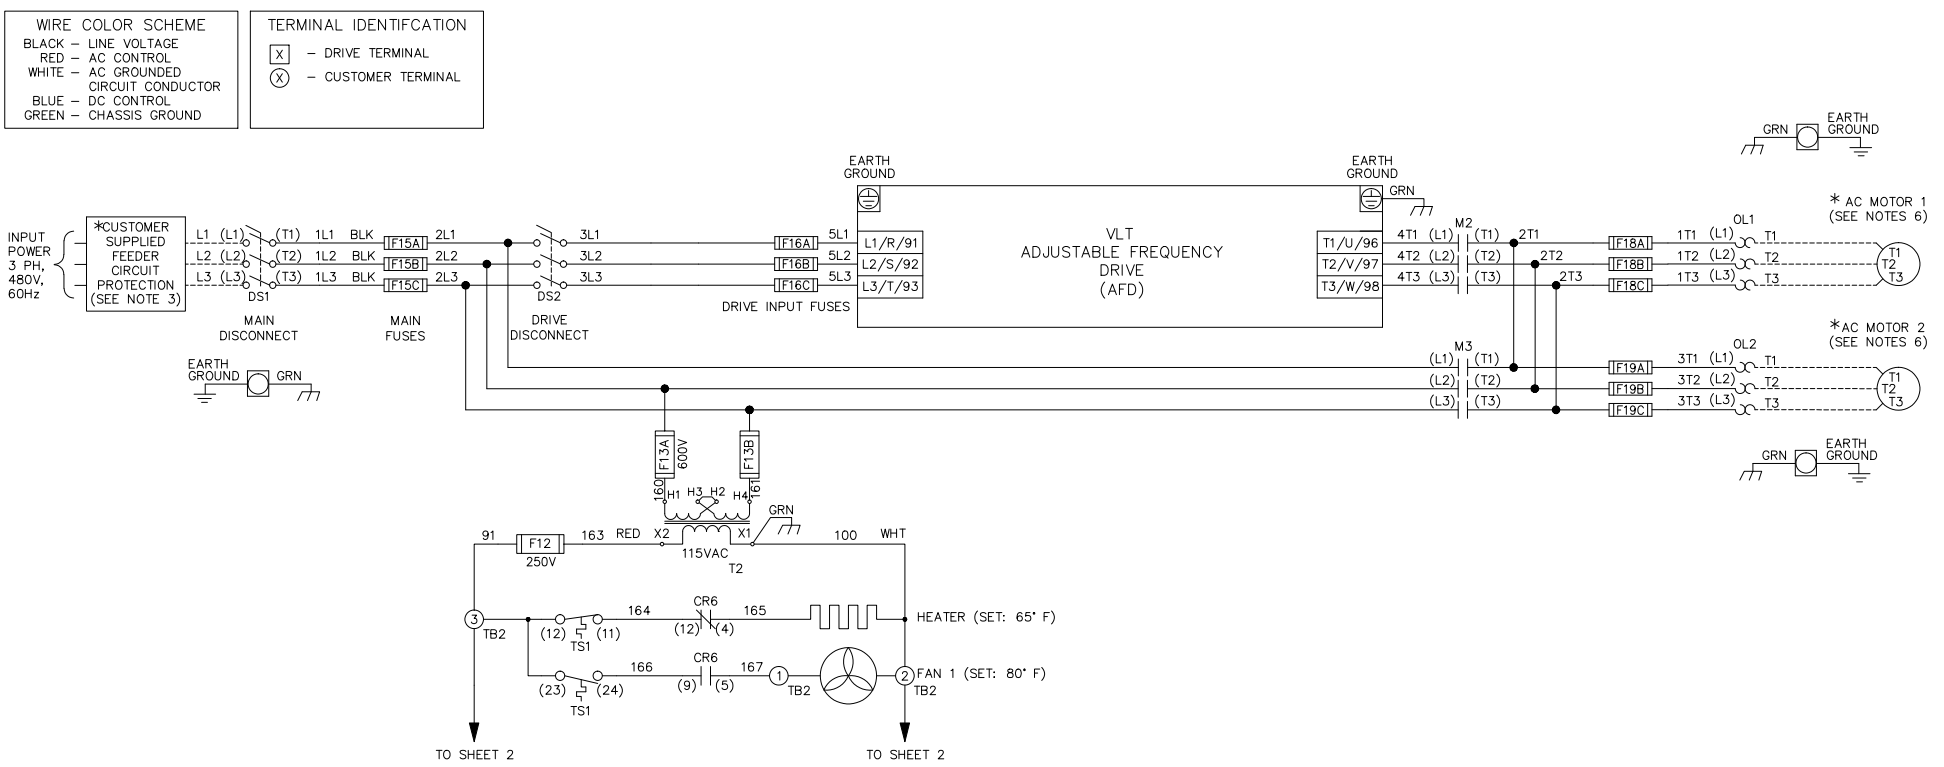 WIRE COLOR SCHEME
BLACK – LINE VOLTAGE
RED – AC CONTROL
WHITE – AC GROUNDED
CIRCUIT CONDUCTOR
BLUE – DC CONTROL
GREEN – CHASSIS GROUND
TERMINAL IDENTIFCATION
X – DRIVE TERMINAL
X – CUSTOMER TERMINAL
INPUT
POWER
3 PH,
480V,
60Hz
*CUSTOMER
SUPPLIED
FEEDER
CIRCUIT
PROTECTION
(SEE NOTE 3)
L1 (L1) (T1) 1L1 BLK F15A 2L1
L2 (L2) (T2) 1L2 BLK F15B 2L2
L3 (L3) (T3) 1L3 BLK F15C 2L3
DS1
MAIN
DISCONNECT
MAIN
FUSES
3L1
3L2
3L3
DS2
DRIVE
DISCONNECT
F16A 5L1
F16B 5L2
F16C 5L3
DRIVE INPUT FUSES
EARTH
GROUND
L1/R/91
L2/S/92
L3/T/93
VLT
ADJUSTABLE FREQUENCY
DRIVE
(AFD)
EARTH
GROUND
GRN
T1/U/96
T2/V/97
T3/W/98
M2
4T1 (L1) (T1) 2T1
4T2 (L2) (T2) 2T2
4T3 (L3) (T3) 2T3
F18A 1T1 (L1) T1
F18B 1T2 (L2) T2
F18C 1T3 (L3) T3
OL1
GRN
EARTH
GROUND
* AC MOTOR 1
(SEE NOTES 6)
T1
T2
T3
M3
(L1) (T1)
(L2) (T2)
(L3) (T3)
F19A 3T1 (L1) T1
F19B 3T2 (L2) T2
F19C 3T3 (L3) T3
OL2
* AC MOTOR 2
(SEE NOTES 6)
T1
T2
T3
GRN
EARTH
GROUND
EARTH
GROUND
GRN
F13A
600V
F13B
160
161
H1 H3 H2 H4
GRN
91 F12 163 RED X2 X1 100 WHT
250V
115VAC
T2
3
TB2
164 CR6 165
(12) (11) (12) (4)
TS1
HEATER (SET: 65° F)
166 CR6 167 1
(23) (24) (9) (5) TB2
TS1
2 FAN 1 (SET: 80° F)
TB2
TO SHEET 2
TO SHEET 2